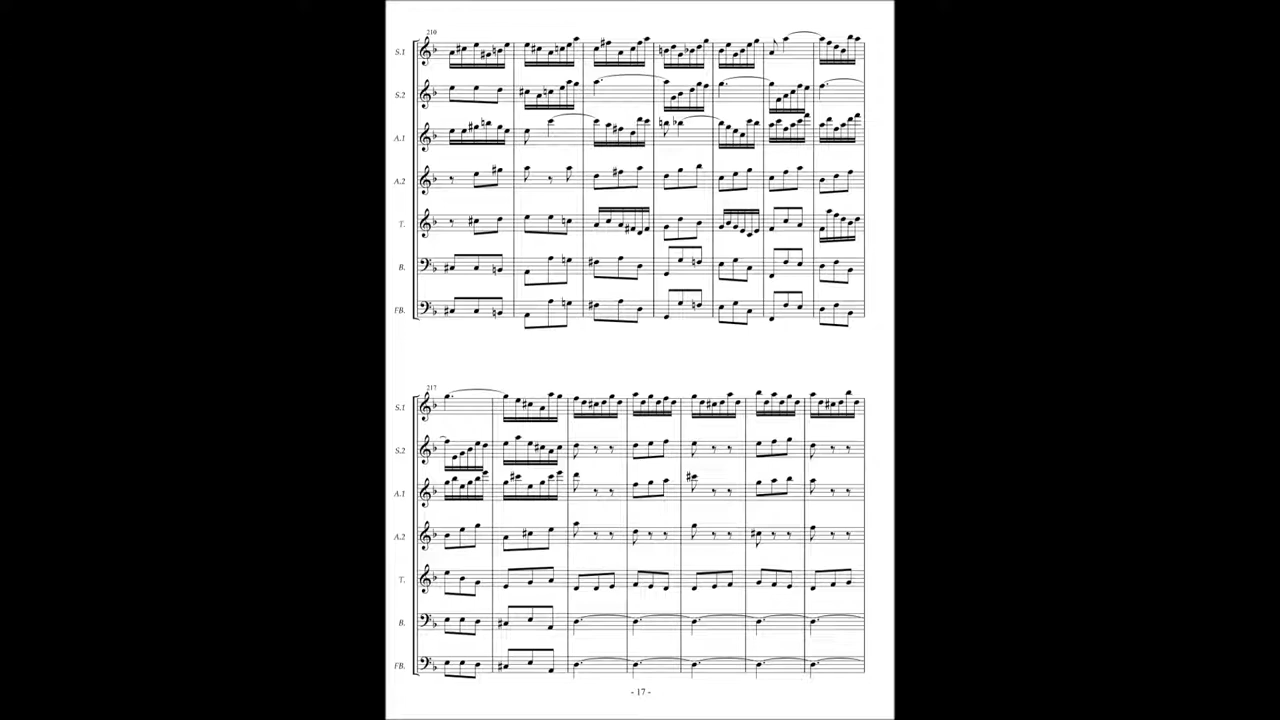 210
S.1
S.2
A.1
A.2
T.
B.
FB.
217
S.1
S.2
A.1
A.2
T.
B.
FB.
- 17 -